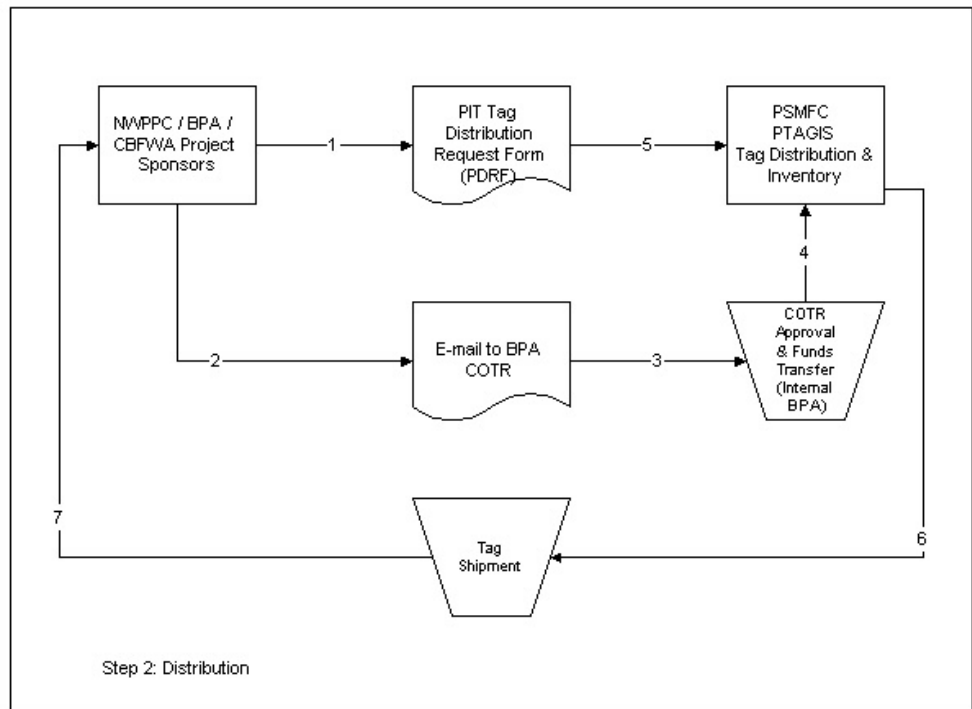 NWPPC / BPA /
CBFWA Project
Sponsors
1
PIT Tag
Distribution
Request Form
(PDRF)
5
PSMFC
PTAGIS
Tag Distribution &
Inventory
4
2
E-mail to BPA
COTR
3
COTR
Approval
& Funds
Transfer
(Internal
BPA)
7
Tag
Shipment
6
Step 2: Distribution